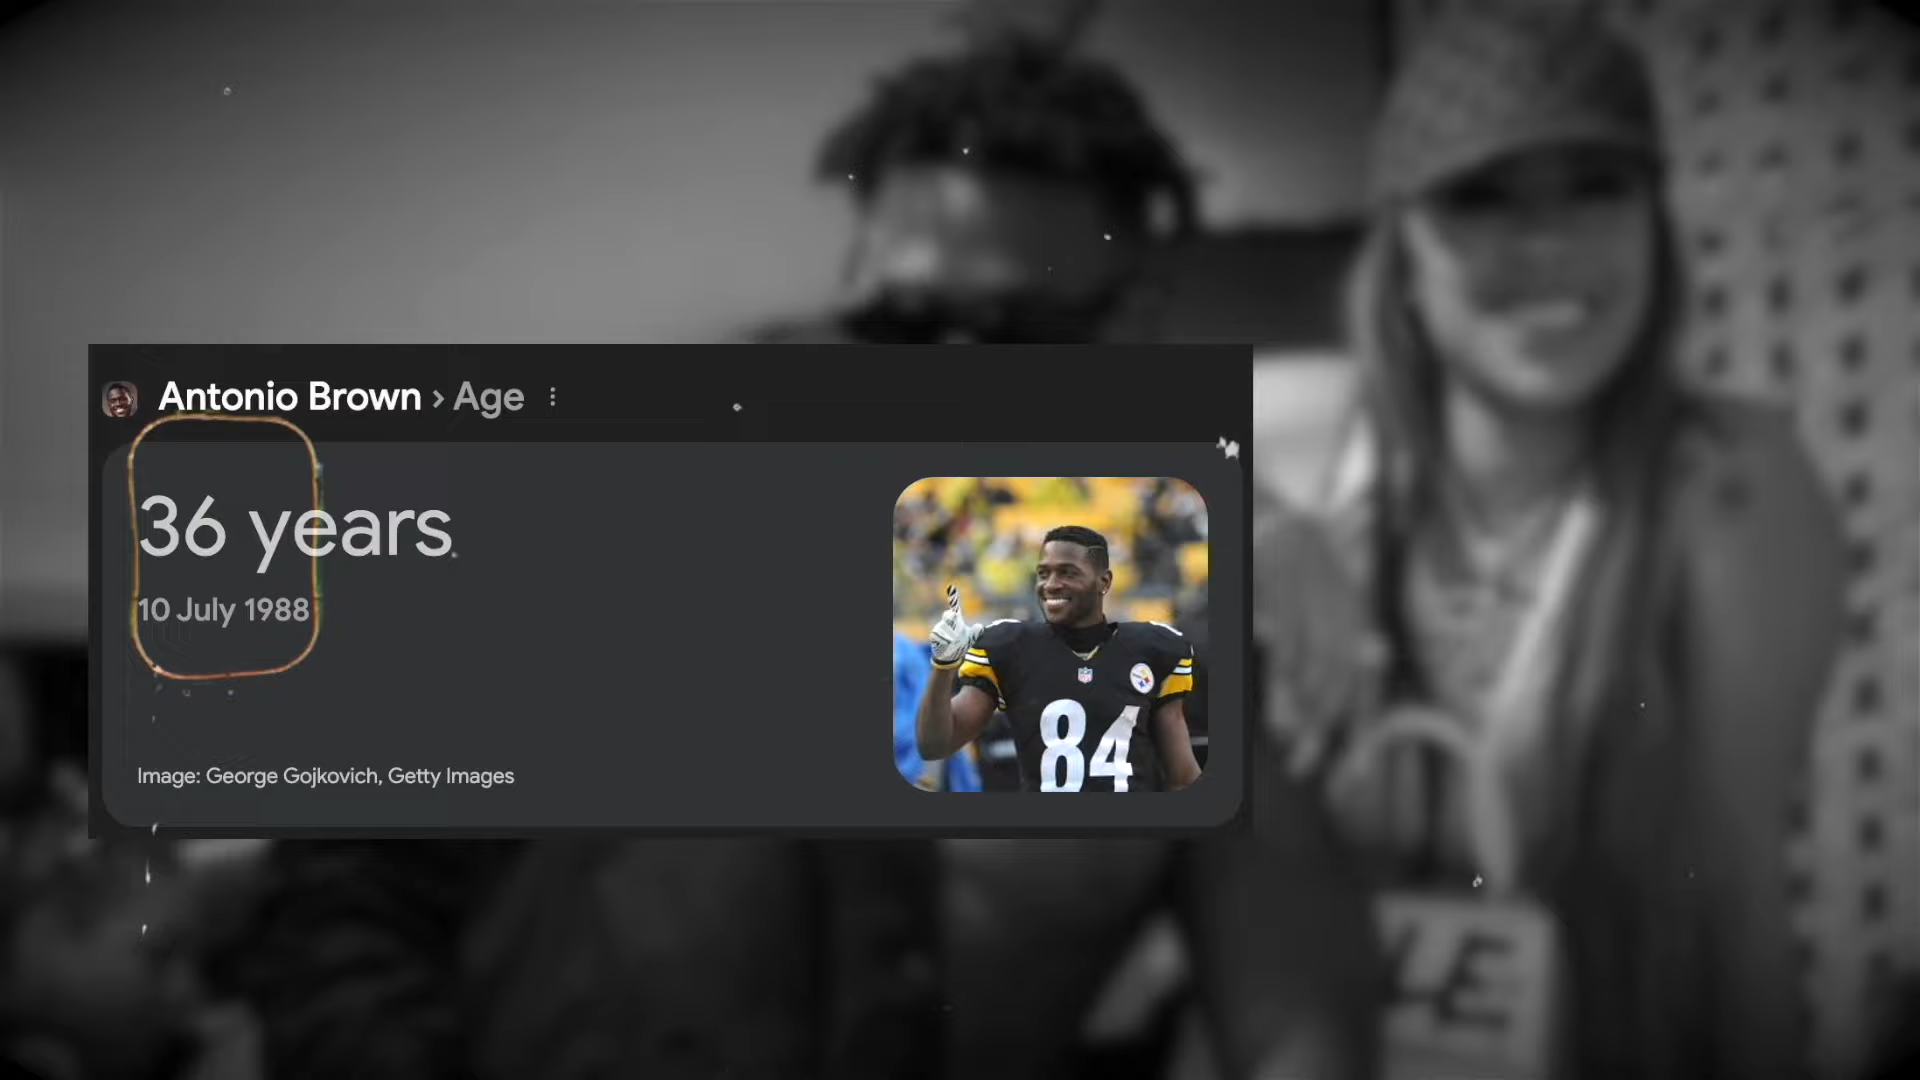 Antonio Brown › Age
36 years
10 July 1988
84
Image: George Gojkovich, Getty Images